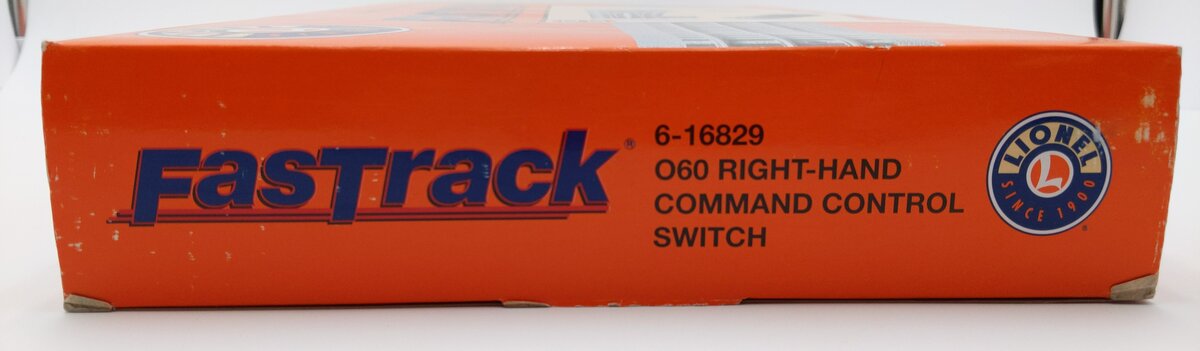 FasTrack®
6-16829
O60 RIGHT-HAND
COMMAND CONTROL
SWITCH
LIONEL
L
SINCE 1900
®